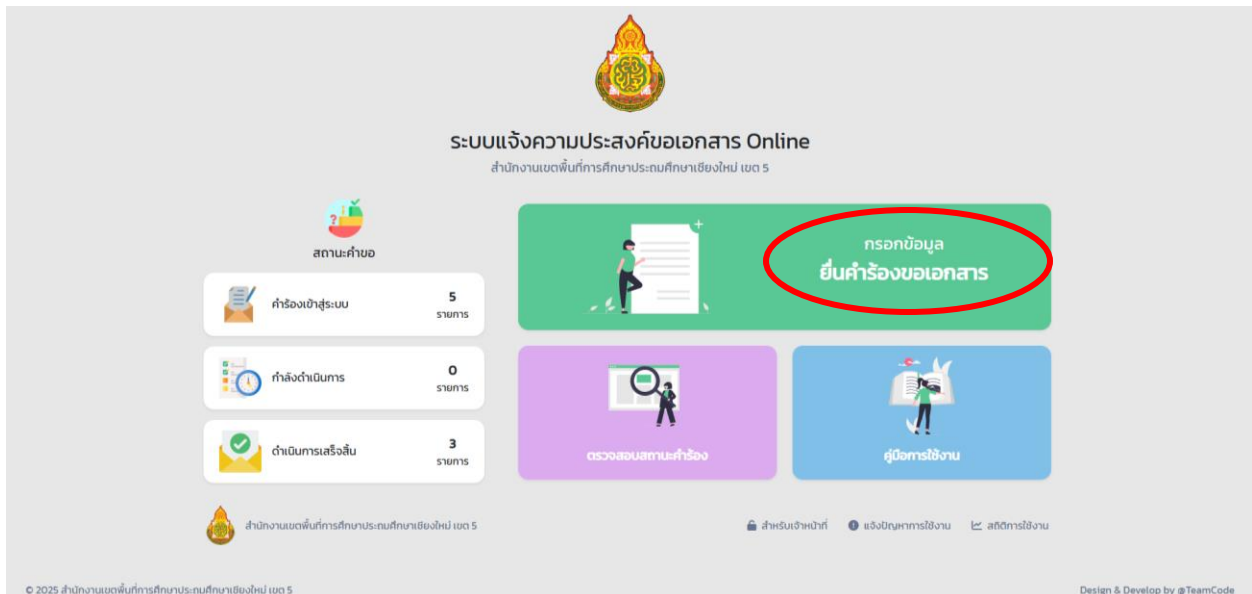 ระบบแจ้งความประสงค์ขอเอกสาร Online
สำนักงานเขตพื้นที่การศึกษาประถมศึกษาเชียงใหม่ เขต 5
สถานะคำขอ
คำร้องเข้าสู่ระบบ
5
รายการ
กำลังดำเนินการ
0
รายการ
ดำเนินการเสร็จสิ้น
3
รายการ
กรอกข้อมูล
ยื่นคำร้องขอเอกสาร
ตรวจสอบสถานะคำร้อง
คู่มือการใช้งาน
สำนักงานเขตพื้นที่การศึกษาประถมศึกษาเชียงใหม่ เขต 5
สำหรับเจ้าหน้าที่
แจ้งปัญหาการใช้งาน
สถิติการใช้งาน
© 2025 สำนักงานเขตพื้นที่การศึกษาประถมศึกษาเชียงใหม่ เขต 5
Design & Develop by @TeamCode